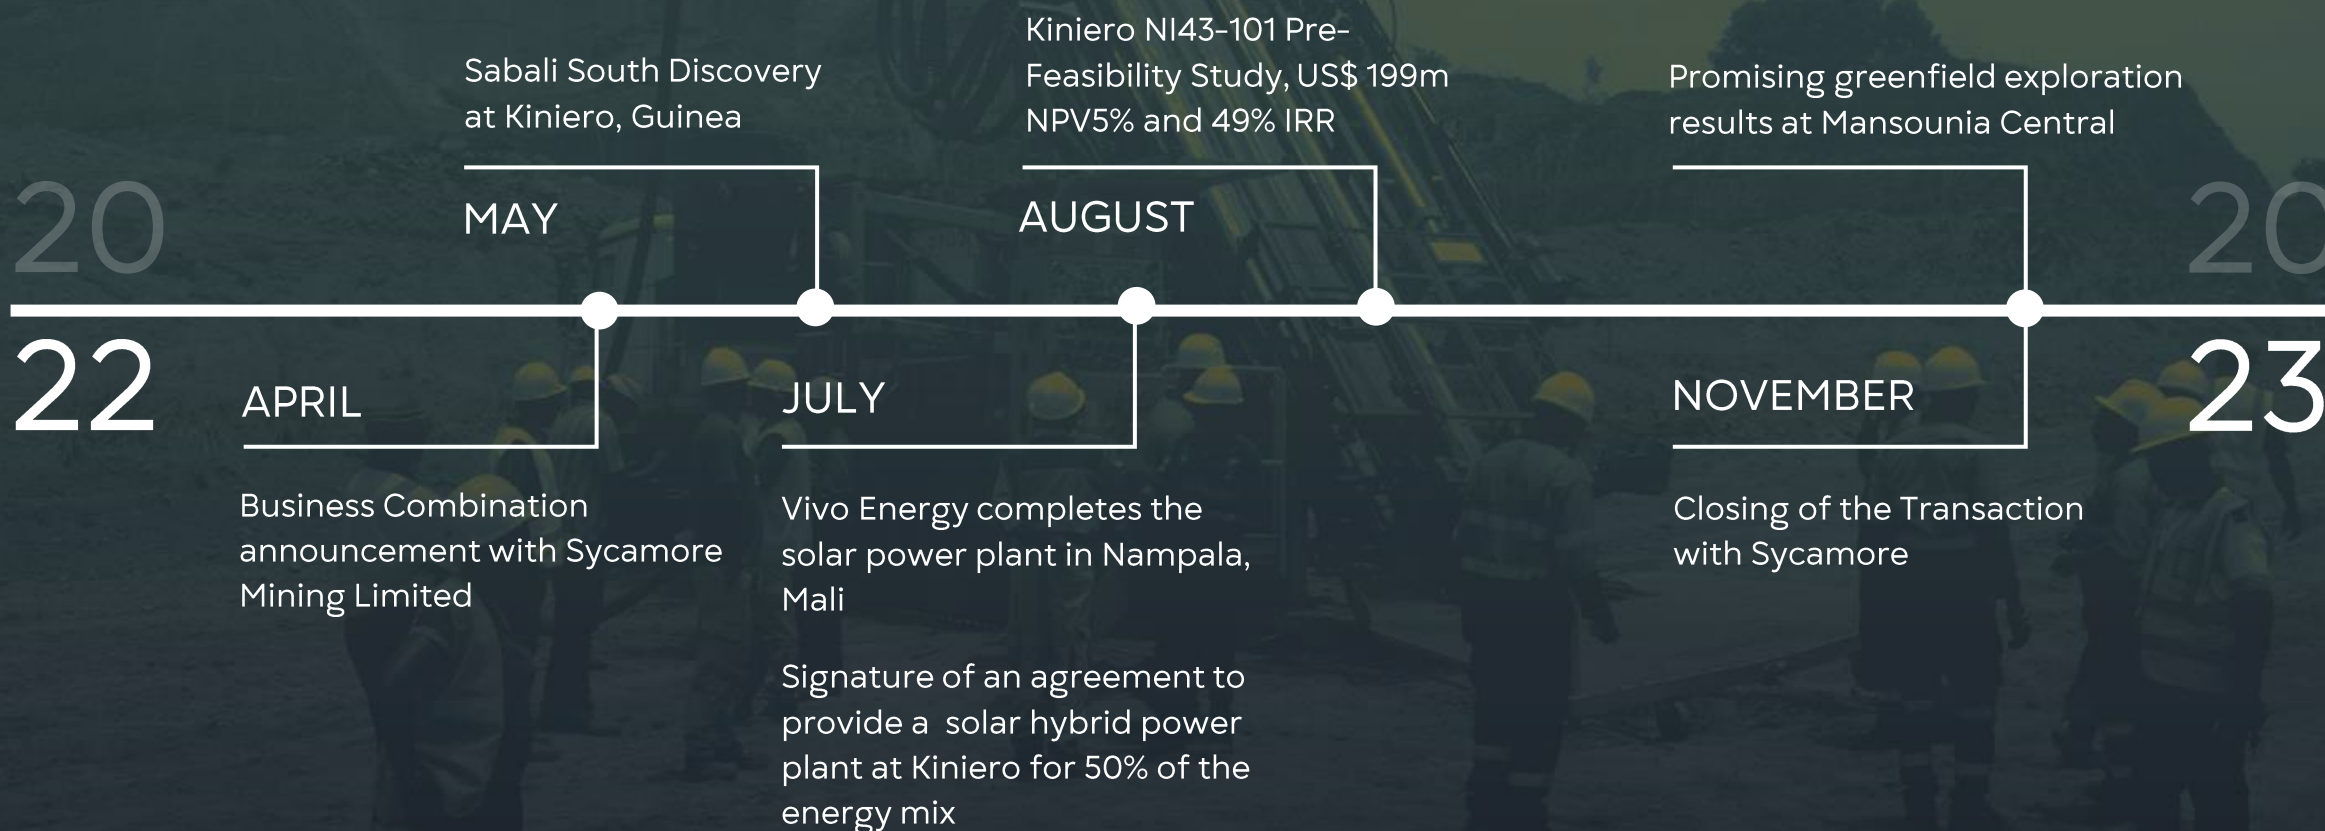 20
22
APRIL
Business Combination
announcement with Sycamore
Mining Limited
Sabali South Discovery
at Kiniero, Guinea
MAY
JULY
Vivo Energy completes the
solar power plant in Nampala,
Mali
Signature of an agreement to
provide a  solar hybrid power
plant at Kiniero for 50% of the
energy mix
Kiniero NI43-101 Pre-
Feasibility Study, US$ 199m
NPV5% and 49% IRR
AUGUST
Promising greenfield exploration
results at Mansounia Central
NOVEMBER
Closing of the Transaction
with Sycamore
20
23